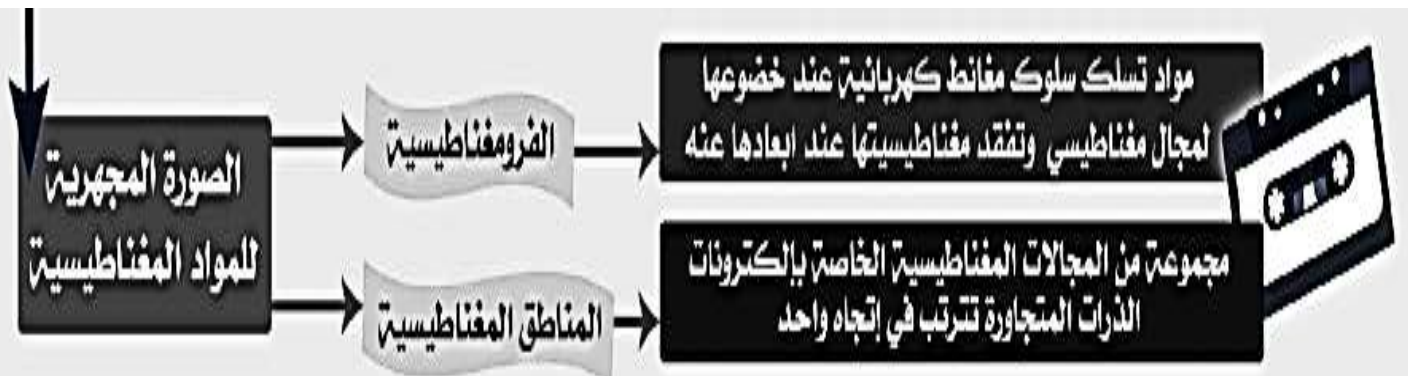 الصورة المجهرية
للمواد المغناطيسية
الفرومغناطيسية
مواد تسلك سلوك مغانط كهربائية عند خضوعها
لمجال مغناطيسي وتفقد مغناطيسيتها عند ابعادها عنه
المناطق المغناطيسية
مجموعة من المجالات المغناطيسية الخاصة بإلكترونات
الذرات المتجاورة تترتب في إتجاه واحد